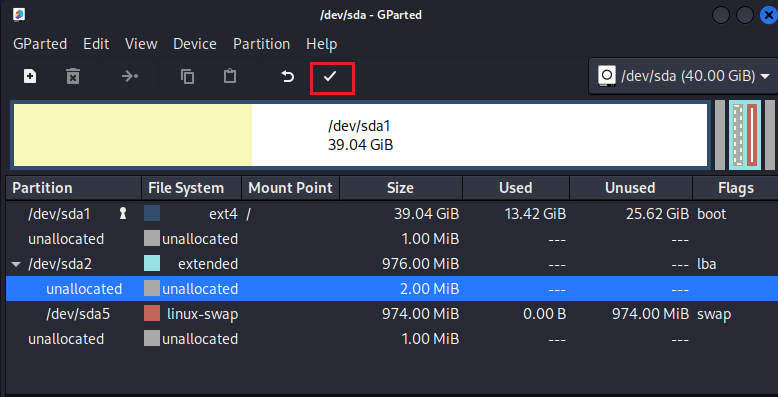 /dev/sda - GParted
GParted Edit View Device Partition Help
/dev/sda (40.00 GiB)
/dev/sda1
39.04 GiB
Partition File System Mount Point Size Used Unused Flags
/dev/sda1 ext4 / 39.04 GiB 13.42 GiB 25.62 GiB boot
unallocated unallocated 1.00 MiB --- ---
/dev/sda2 extended 976.00 MiB --- --- lba
unallocated unallocated 2.00 MiB --- ---
/dev/sda5 linux-swap 974.00 MiB 0.00 B 974.00 MiB swap
unallocated unallocated 1.00 MiB --- ---